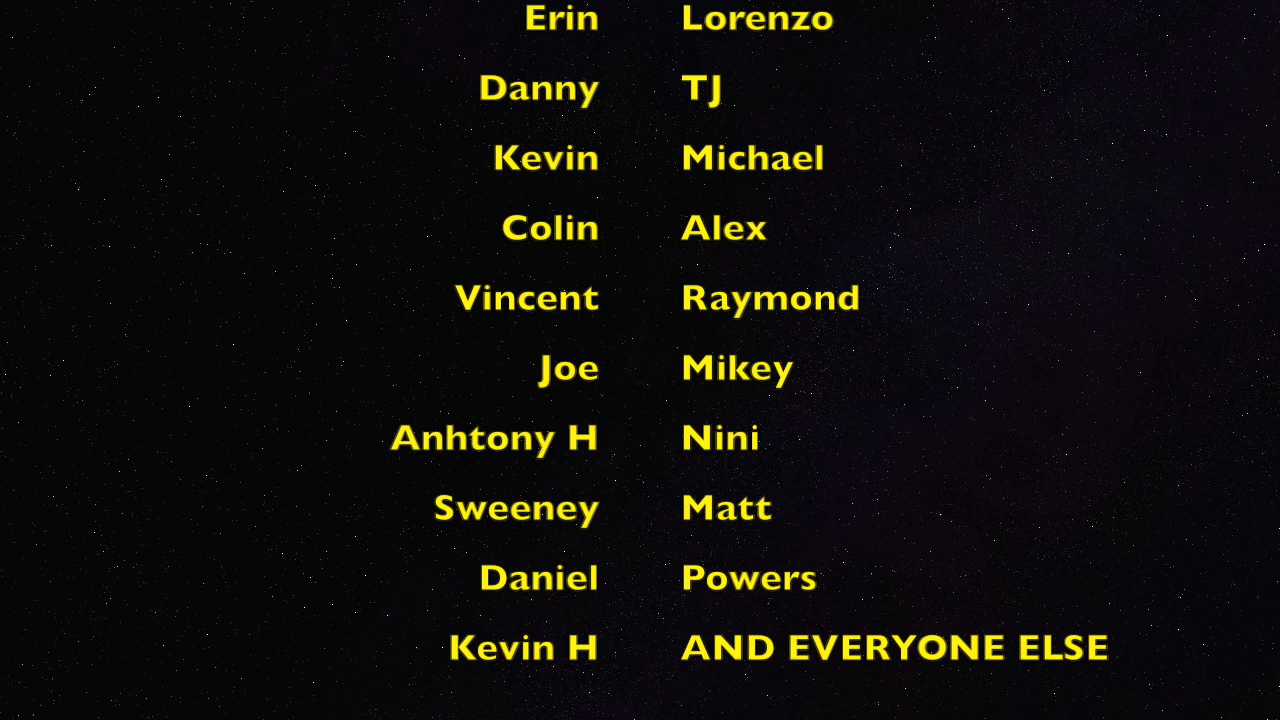 Erin Lorenzo
Danny TJ
Kevin Michael
Colin Alex
Vincent Raymond
Joe Mikey
Anhtony H Nini
Sweeney Matt
Daniel Powers
Kevin H AND EVERYONE ELSE